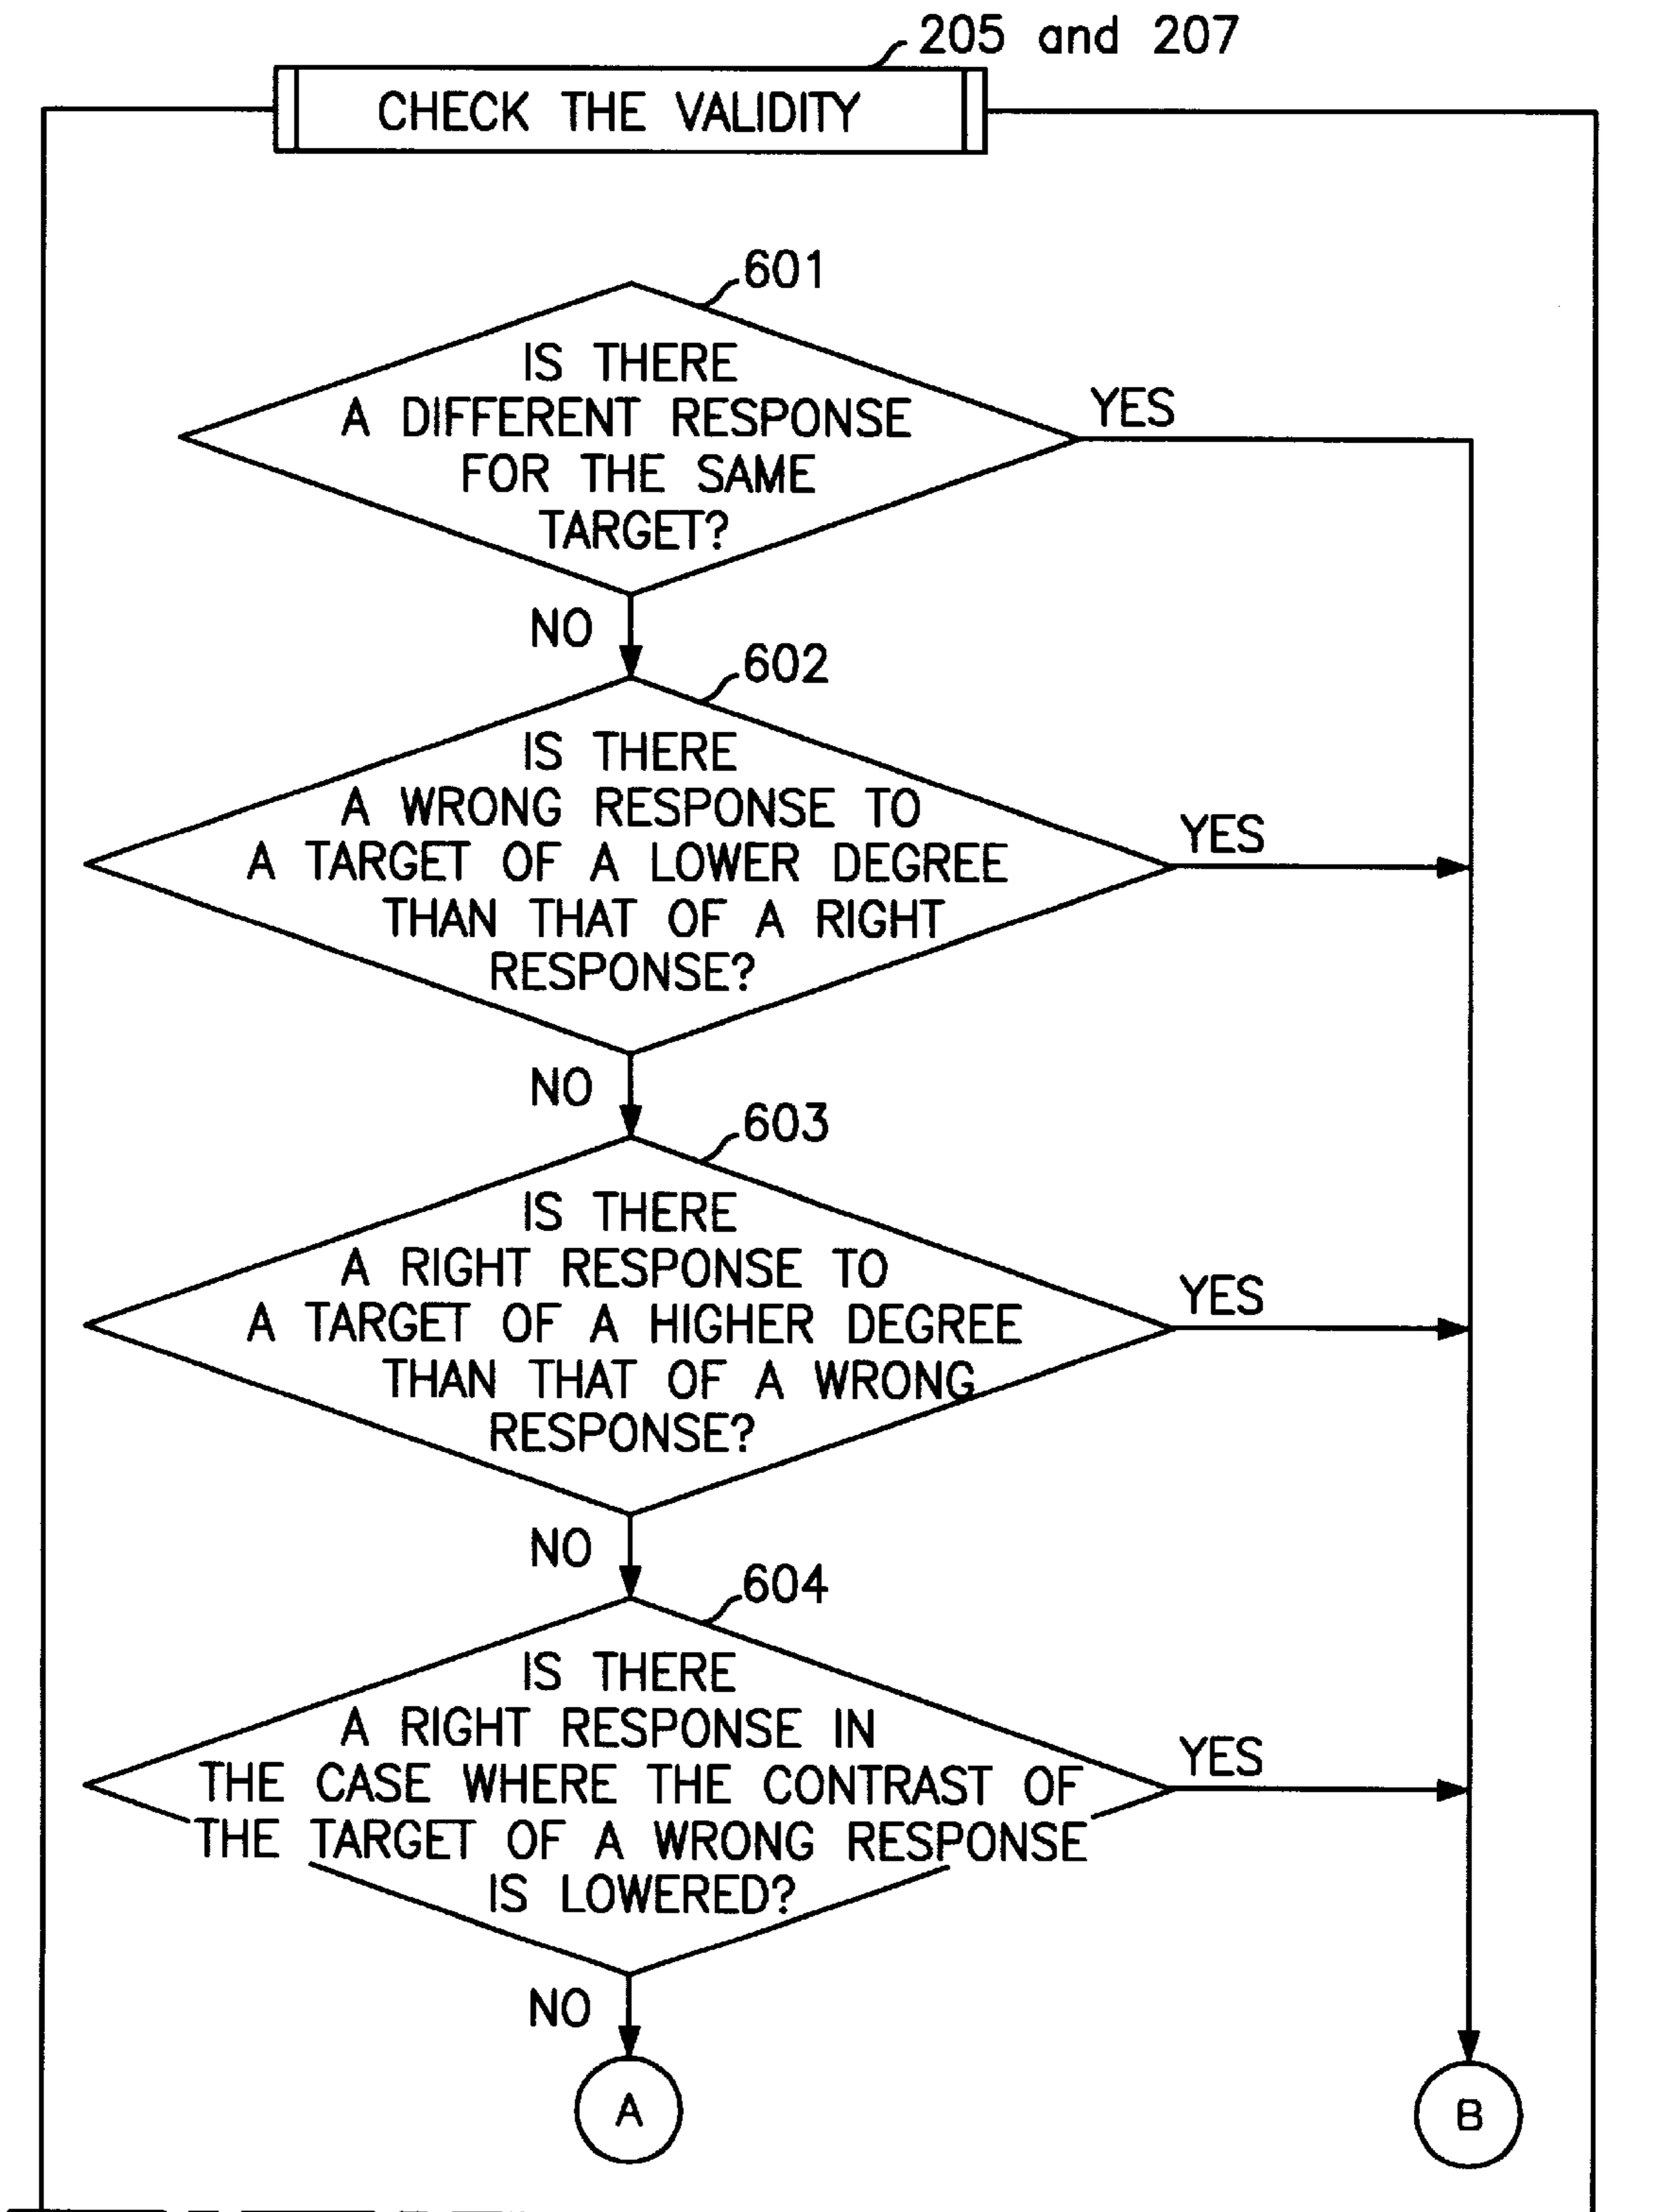 205 and 207
CHECK THE VALIDITY
601
IS THERE
A DIFFERENT RESPONSE
FOR THE SAME
TARGET?
YES
NO
602
IS THERE
A WRONG RESPONSE TO
A TARGET OF A LOWER DEGREE
THAN THAT OF A RIGHT
RESPONSE?
YES
NO
603
IS THERE
A RIGHT RESPONSE TO
A TARGET OF A HIGHER DEGREE
THAN THAT OF A WRONG
RESPONSE?
YES
NO
604
IS THERE
A RIGHT RESPONSE IN
THE CASE WHERE THE CONTRAST OF
THE TARGET OF A WRONG RESPONSE
IS LOWERED?
YES
NO
A
B